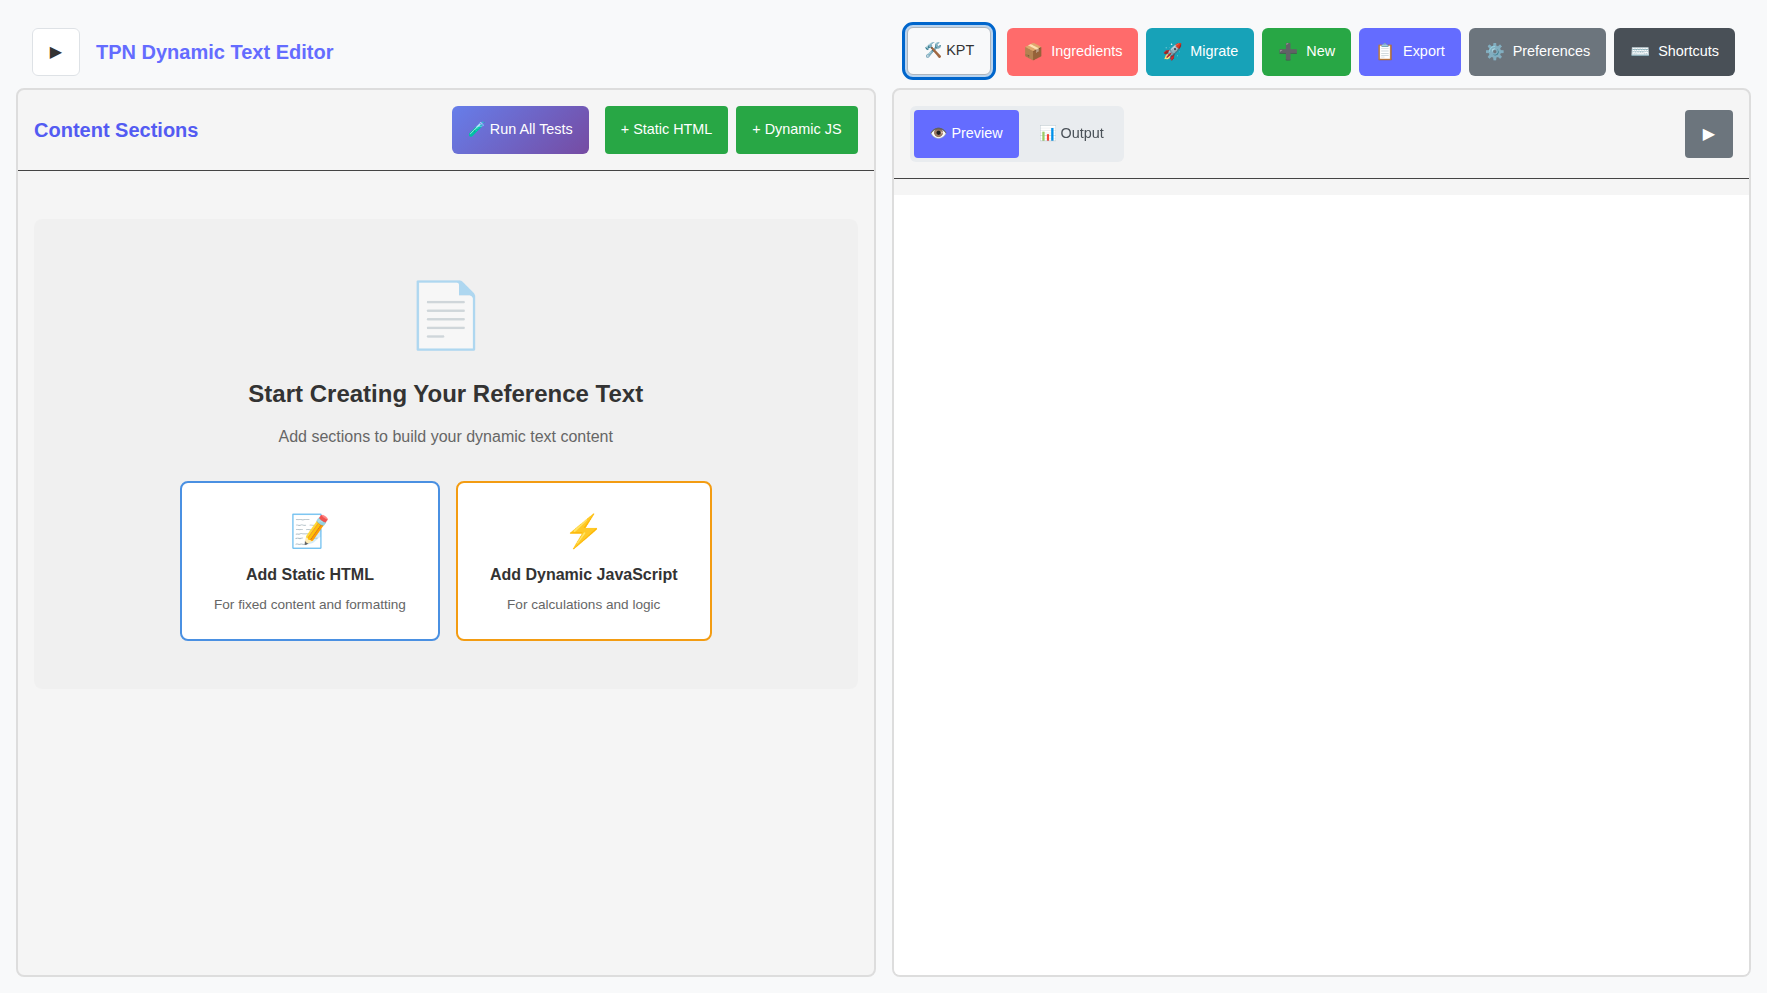 TPN Dynamic Text Editor
KPT
Ingredients
Migrate
New
Export
Preferences
Shortcuts
Content Sections
Run All Tests
+ Static HTML
+ Dynamic JS
Preview
Output
Start Creating Your Reference Text
Add sections to build your dynamic text content
Add Static HTML
For fixed content and formatting
Add Dynamic JavaScript
For calculations and logic